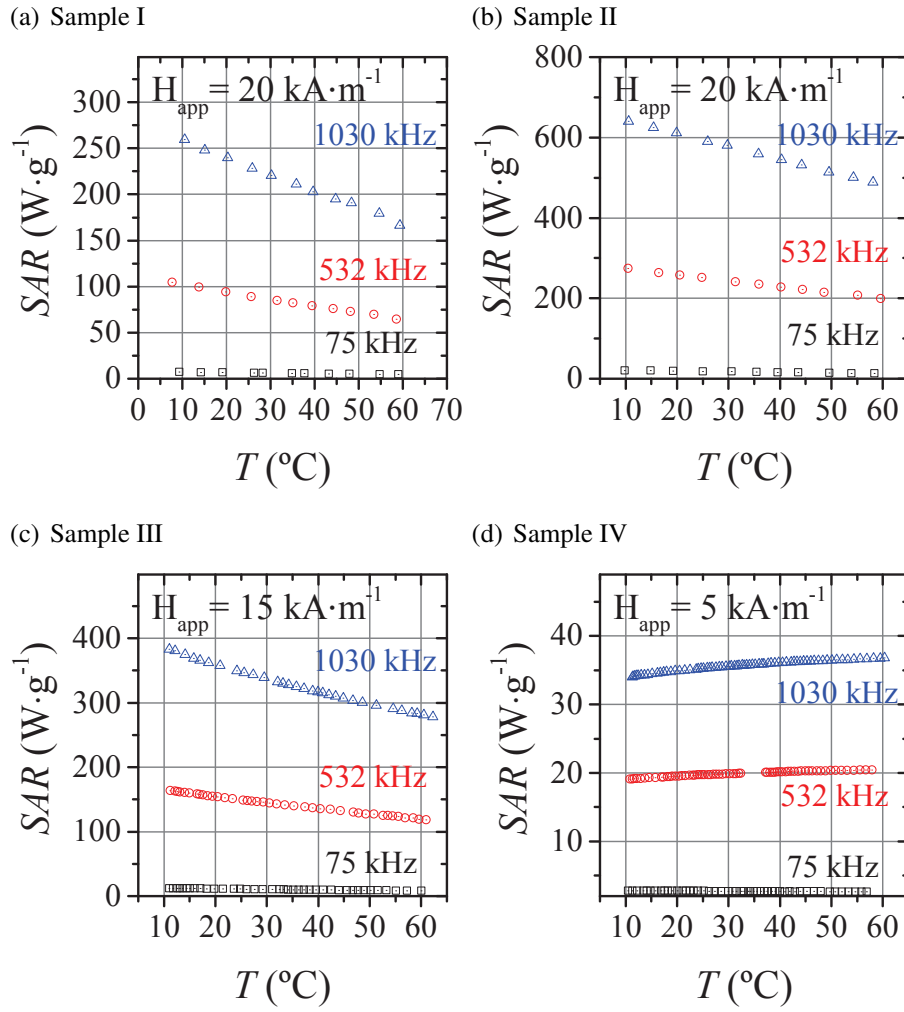 (a) Sample I
H_app = 20 kA·m⁻¹
1030 kHz
532 kHz
75 kHz
350
300
250
200
150
100
50
0
SAR (W·g⁻¹)
0 10 20 30 40 50 60 70
T (ºC)
(b) Sample II
H_app = 20 kA·m⁻¹
1030 kHz
532 kHz
75 kHz
800
600
400
200
0
SAR (W·g⁻¹)
10 20 30 40 50 60
T (ºC)
(c) Sample III
H_app = 15 kA·m⁻¹
1030 kHz
532 kHz
75 kHz
400
300
200
100
0
SAR (W·g⁻¹)
10 20 30 40 50 60
T (ºC)
(d) Sample IV
H_app = 5 kA·m⁻¹
1030 kHz
532 kHz
75 kHz
40
30
20
10
SAR (W·g⁻¹)
10 20 30 40 50 60
T (ºC)